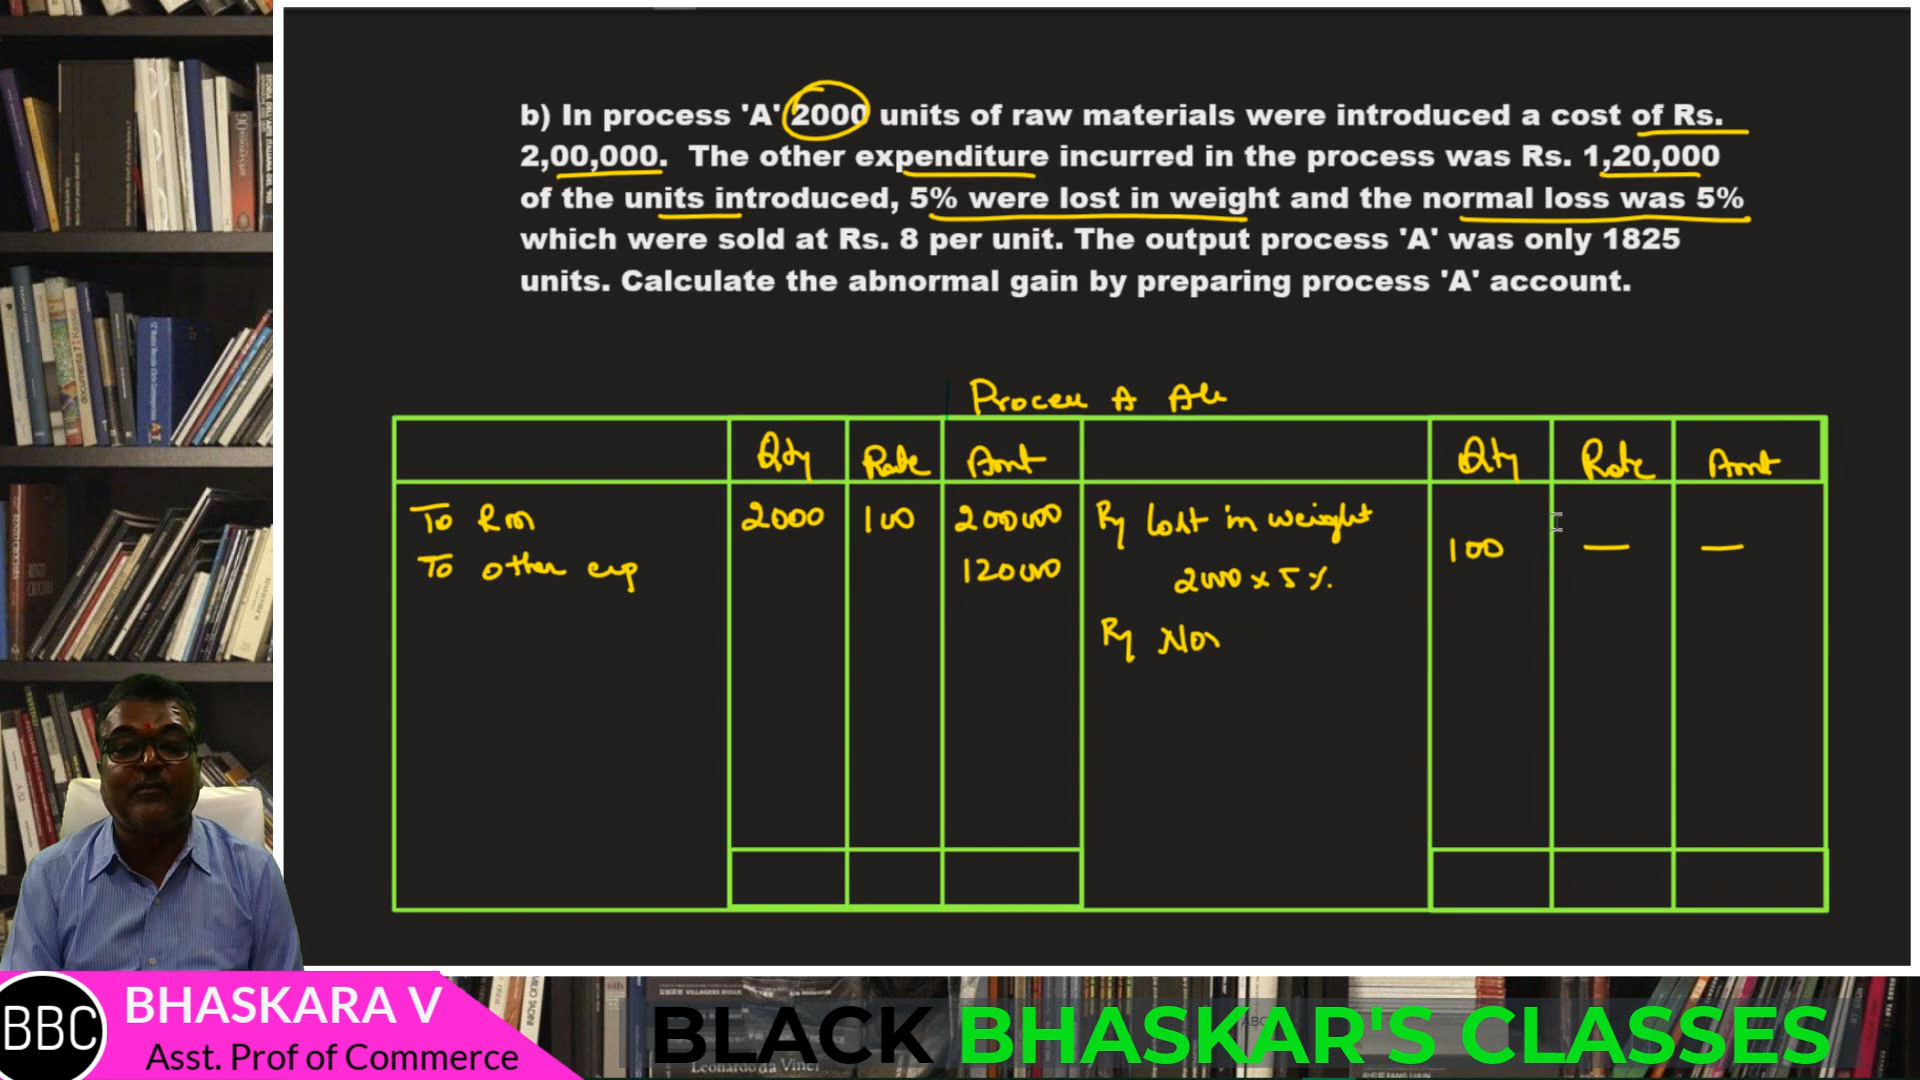 b) In process 'A' 2000 units of raw materials were introduced a cost of Rs.
2,00,000. The other expenditure incurred in the process was Rs. 1,20,000
of the units introduced, 5% were lost in weight and the normal loss was 5%
which were sold at Rs. 8 per unit. The output process 'A' was only 1825
units. Calculate the abnormal gain by preparing process 'A' account.
Process A A/c
Qty Rate Amt Qty Rate Amt
To Rm 2000 100 200000 By lost in weight
100 — —
To other exp 120000 2000 x 5%
By Nor
BBC
BHASKARA V
Asst. Prof of Commerce
BLACK BHASKAR'S CLASSES
Leonardo da Vinci